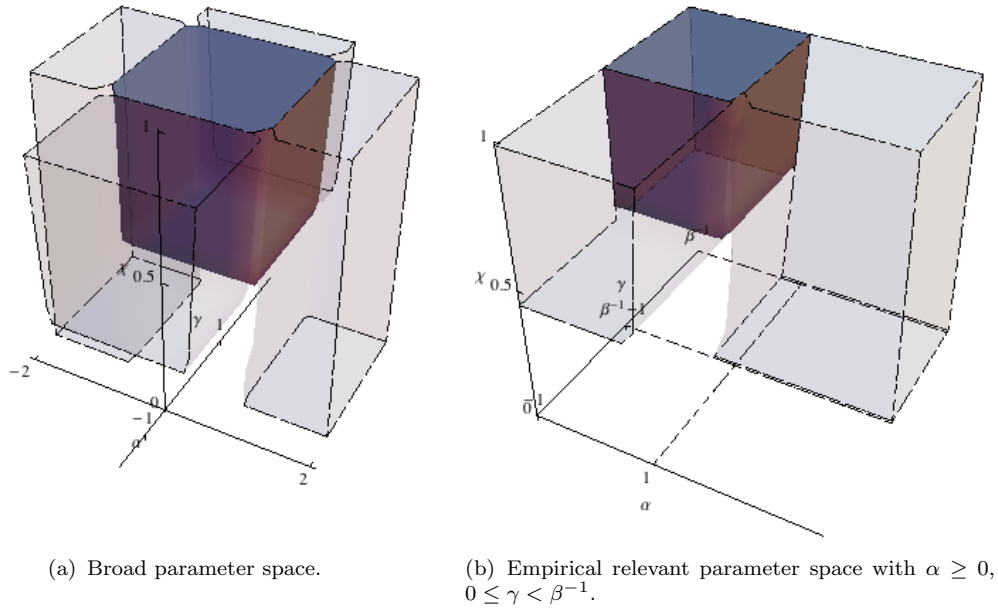 1
χ 0.5
γ
1
−2
0
−1
α
2
1
β⁻¹
χ 0.5
γ
β⁻¹ − 1
0
1
1
α
(a) Broad parameter space.
(b) Empirical relevant parameter space with α ≥ 0,
0 ≤ γ < β⁻¹.